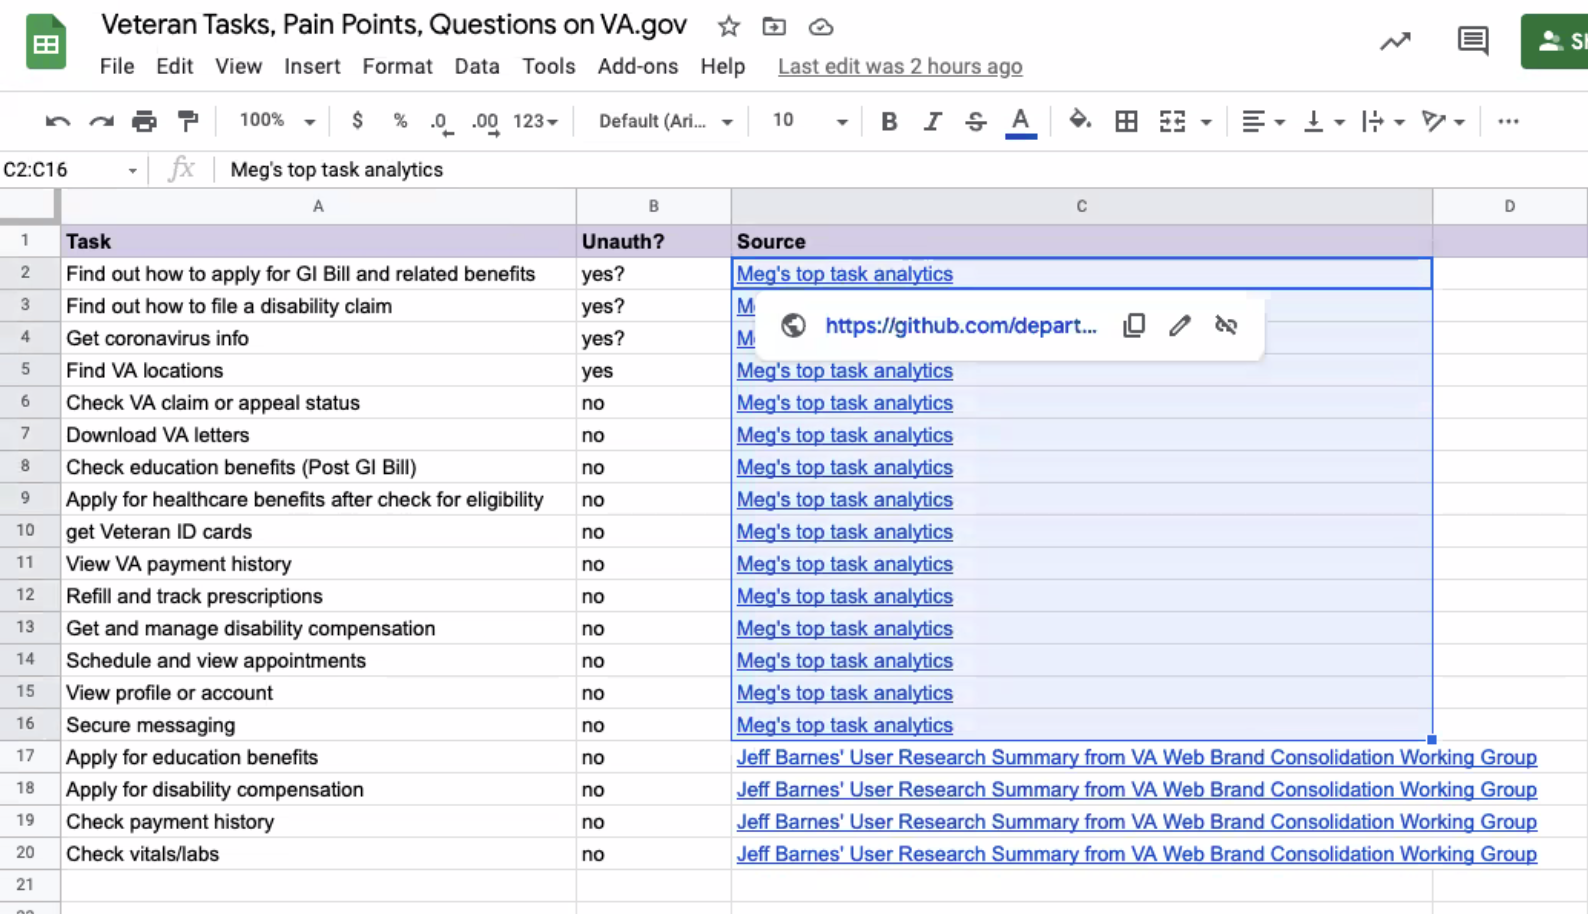 Veteran Tasks, Pain Points, Questions on VA.gov
File Edit View Insert Format Data Tools Add-ons Help Last edit was 2 hours ago
100% $ % .0 .00 123 Default (Ari... 10 B I S A
C2:C16 fx Meg's top task analytics
A B C D
1 Task Unauth? Source
2 Find out how to apply for GI Bill and related benefits yes? Meg's top task analytics
3 Find out how to file a disability claim yes?
https://github.com/depart...
4 Get coronavirus info yes?
5 Find VA locations yes Meg's top task analytics
6 Check VA claim or appeal status no Meg's top task analytics
7 Download VA letters no Meg's top task analytics
8 Check education benefits (Post GI Bill) no Meg's top task analytics
9 Apply for healthcare benefits after check for eligibility no Meg's top task analytics
10 get Veteran ID cards no Meg's top task analytics
11 View VA payment history no Meg's top task analytics
12 Refill and track prescriptions no Meg's top task analytics
13 Get and manage disability compensation no Meg's top task analytics
14 Schedule and view appointments no Meg's top task analytics
15 View profile or account no Meg's top task analytics
16 Secure messaging no Meg's top task analytics
17 Apply for education benefits no Jeff Barnes' User Research Summary from VA Web Brand Consolidation Working Group
18 Apply for disability compensation no Jeff Barnes' User Research Summary from VA Web Brand Consolidation Working Group
19 Check payment history no Jeff Barnes' User Research Summary from VA Web Brand Consolidation Working Group
20 Check vitals/labs no Jeff Barnes' User Research Summary from VA Web Brand Consolidation Working Group
21